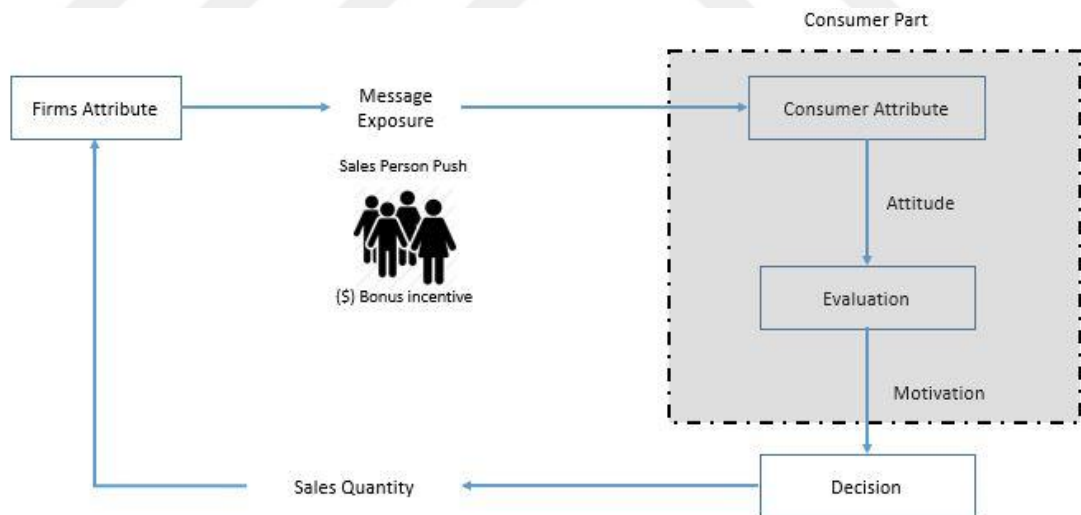 Consumer Part
Firms Attribute
Message
Exposure
Consumer Attribute
Sales Person Push
Attitude
($) Bonus incentive
Evaluation
Motivation
Sales Quantity
Decision